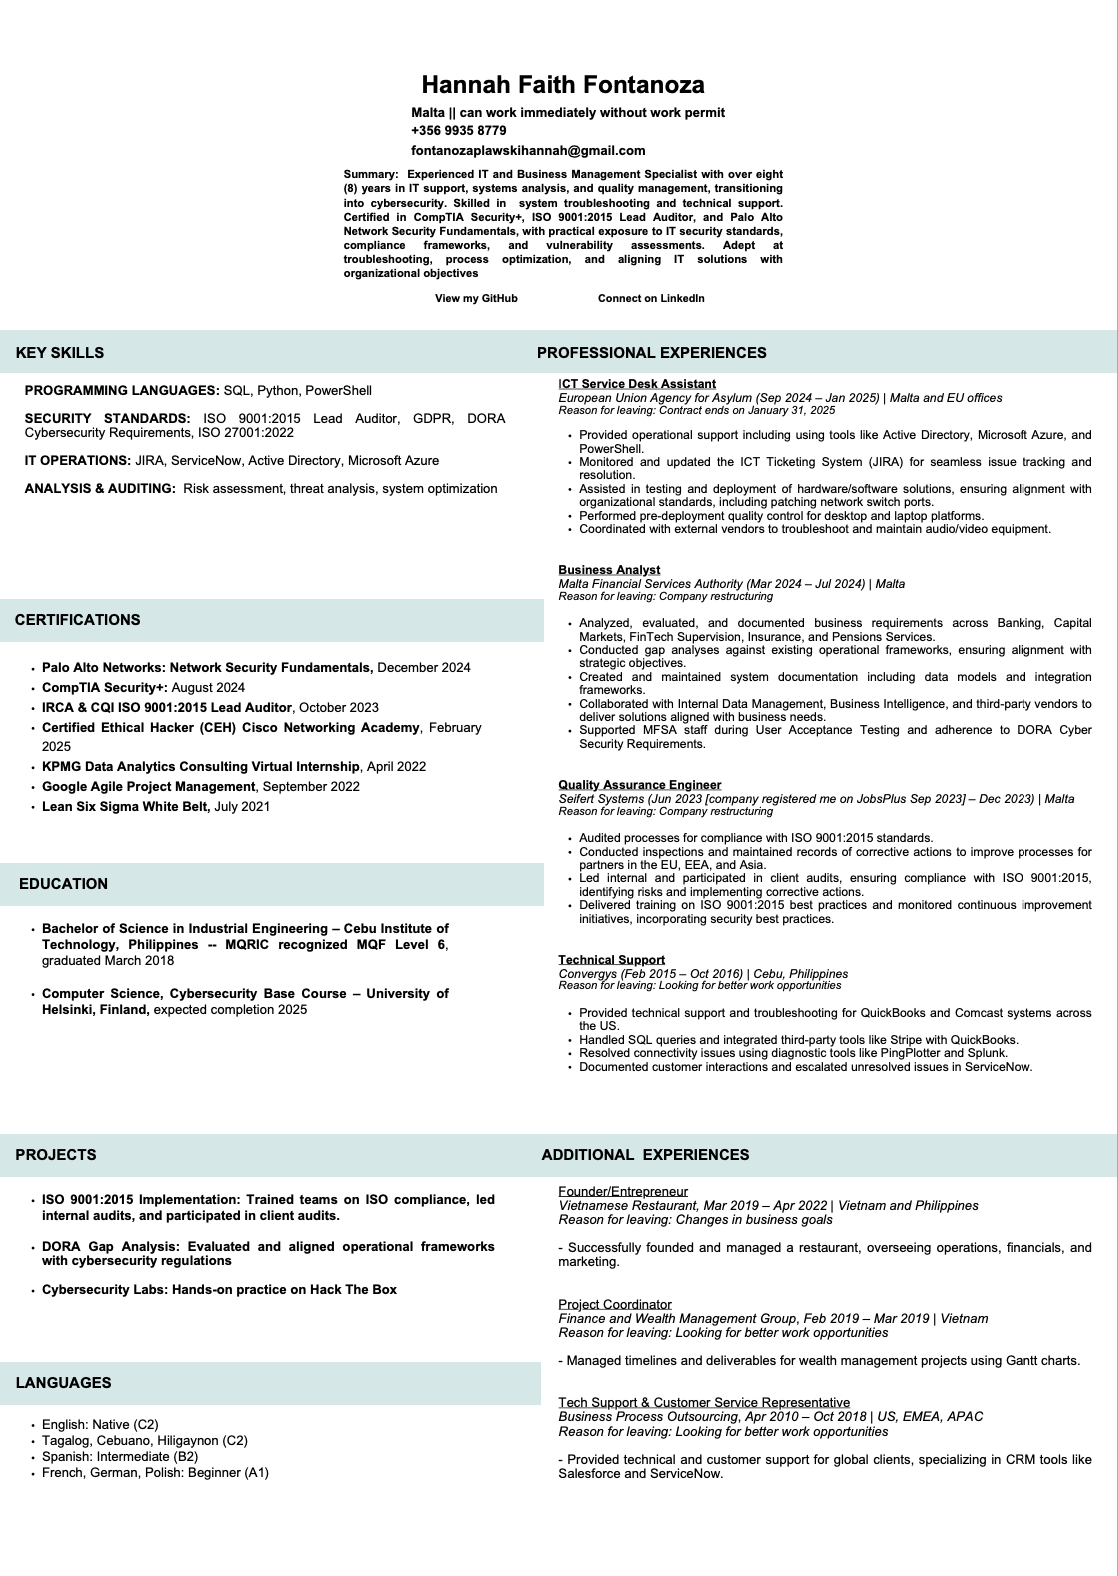 Hannah Faith Fontanoza
Malta || can work immediately without work permit
+356 9935 8779
fontanozaplawskihannah@gmail.com
Summary: Experienced IT and Business Management Specialist with over eight
(8) years in IT support, systems analysis, and quality management, transitioning
into cybersecurity. Skilled in system troubleshooting and technical support.
Certified in CompTIA Security+, ISO 9001:2015 Lead Auditor, and Palo Alto
Network Security Fundamentals, with practical exposure to IT security standards,
compliance frameworks, and vulnerability assessments. Adept at
troubleshooting, process optimization, and aligning IT solutions with
organizational objectives
View my GitHub Connect on LinkedIn
KEY SKILLS
PROGRAMMING LANGUAGES: SQL, Python, PowerShell
SECURITY STANDARDS: ISO 9001:2015 Lead Auditor, GDPR, DORA
Cybersecurity Requirements, ISO 27001:2022
IT OPERATIONS: JIRA, ServiceNow, Active Directory, Microsoft Azure
ANALYSIS & AUDITING: Risk assessment, threat analysis, system optimization
CERTIFICATIONS
• Palo Alto Networks: Network Security Fundamentals, December 2024
• CompTIA Security+: August 2024
• IRCA & CQI ISO 9001:2015 Lead Auditor, October 2023
• Certified Ethical Hacker (CEH) Cisco Networking Academy, February
2025
• KPMG Data Analytics Consulting Virtual Internship, April 2022
• Google Agile Project Management, September 2022
• Lean Six Sigma White Belt, July 2021
EDUCATION
• Bachelor of Science in Industrial Engineering – Cebu Institute of
Technology, Philippines -- MQRIC recognized MQF Level 6,
graduated March 2018
• Computer Science, Cybersecurity Base Course – University of
Helsinki, Finland, expected completion 2025
PROFESSIONAL EXPERIENCES
ICT Service Desk Assistant
European Union Agency for Asylum (Sep 2024 – Jan 2025) | Malta and EU offices
Reason for leaving: Contract ends on January 31, 2025
• Provided operational support including using tools like Active Directory, Microsoft Azure, and
PowerShell.
• Monitored and updated the ICT Ticketing System (JIRA) for seamless issue tracking and
resolution.
• Assisted in testing and deployment of hardware/software solutions, ensuring alignment with
organizational standards, including patching network switch ports.
• Performed pre-deployment quality control for desktop and laptop platforms.
• Coordinated with external vendors to troubleshoot and maintain audio/video equipment.
Business Analyst
Malta Financial Services Authority (Mar 2024 – Jul 2024) | Malta
Reason for leaving: Company restructuring
• Analyzed, evaluated, and documented business requirements across Banking, Capital
Markets, FinTech Supervision, Insurance, and Pensions Services.
• Conducted gap analyses against existing operational frameworks, ensuring alignment with
strategic objectives.
• Created and maintained system documentation including data models and integration
frameworks.
• Collaborated with Internal Data Management, Business Intelligence, and third-party vendors to
deliver solutions aligned with business needs.
• Supported MFSA staff during User Acceptance Testing and adherence to DORA Cyber
Security Requirements.
Quality Assurance Engineer
Seifert Systems (Jun 2023 [company registered me on JobsPlus Sep 2023] – Dec 2023) | Malta
Reason for leaving: Company restructuring
• Audited processes for compliance with ISO 9001:2015 standards.
• Conducted inspections and maintained records of corrective actions to improve processes for
partners in the EU, EEA, and Asia.
• Led internal and participated in client audits, ensuring compliance with ISO 9001:2015,
identifying risks and implementing corrective actions.
• Delivered training on ISO 9001:2015 best practices and monitored continuous improvement
initiatives, incorporating security best practices.
Technical Support
Convergys (Feb 2015 – Oct 2016) | Cebu, Philippines
Reason for leaving: Looking for better work opportunities
• Provided technical support and troubleshooting for QuickBooks and Comcast systems across
the US.
• Handled SQL queries and integrated third-party tools like Stripe with QuickBooks.
• Resolved connectivity issues using diagnostic tools like PingPlotter and Splunk.
• Documented customer interactions and escalated unresolved issues in ServiceNow.
PROJECTS
• ISO 9001:2015 Implementation: Trained teams on ISO compliance, led
internal audits, and participated in client audits.
• DORA Gap Analysis: Evaluated and aligned operational frameworks
with cybersecurity regulations
• Cybersecurity Labs: Hands-on practice on Hack The Box
LANGUAGES
• English: Native (C2)
• Tagalog, Cebuano, Hiligaynon (C2)
• Spanish: Intermediate (B2)
• French, German, Polish: Beginner (A1)
ADDITIONAL EXPERIENCES
Founder/Entrepreneur
Vietnamese Restaurant, Mar 2019 – Apr 2022 | Vietnam and Philippines
Reason for leaving: Changes in business goals
- Successfully founded and managed a restaurant, overseeing operations, financials, and
marketing.
Project Coordinator
Finance and Wealth Management Group, Feb 2019 – Mar 2019 | Vietnam
Reason for leaving: Looking for better work opportunities
- Managed timelines and deliverables for wealth management projects using Gantt charts.
Tech Support & Customer Service Representative
Business Process Outsourcing, Apr 2010 – Oct 2018 | US, EMEA, APAC
Reason for leaving: Looking for better work opportunities
- Provided technical and customer support for global clients, specializing in CRM tools like
Salesforce and ServiceNow.